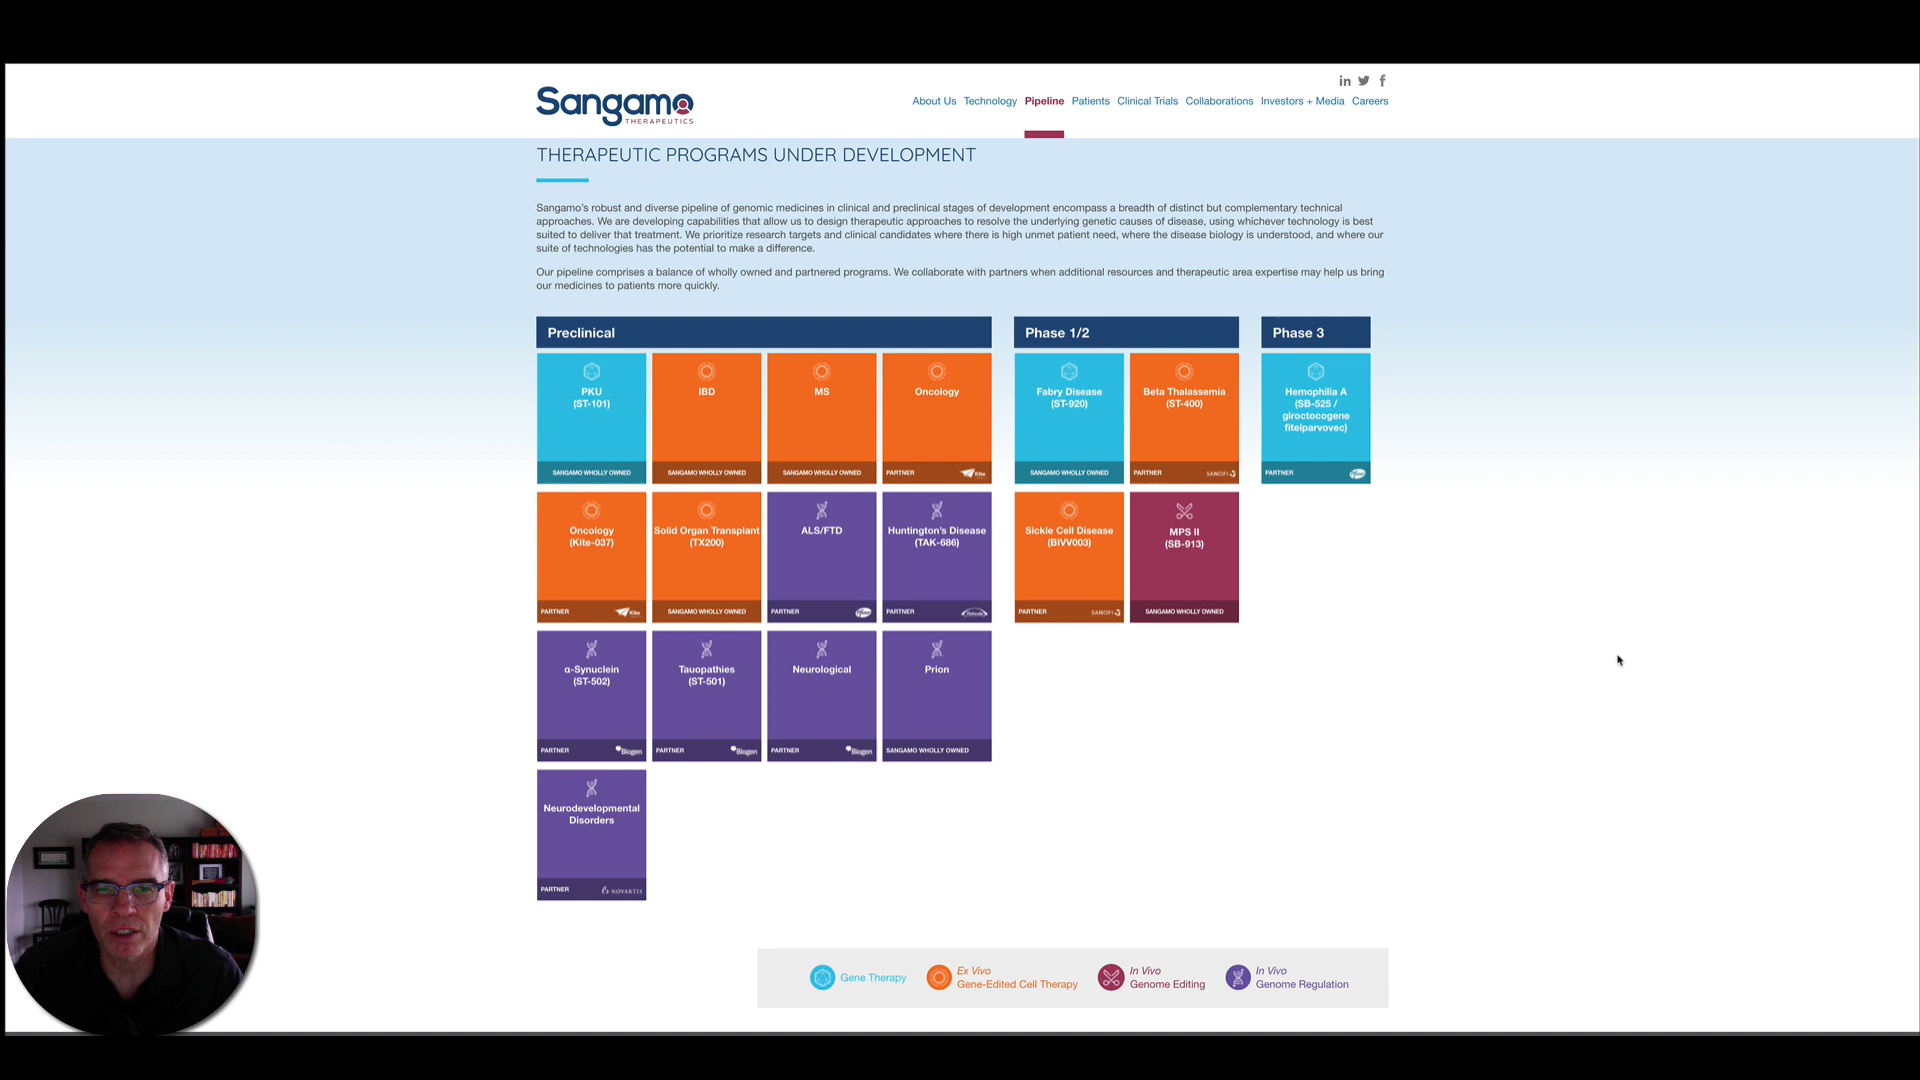 Sangamo
THERAPEUTICS
About Us Technology Pipeline Patients Clinical Trials Collaborations Investors + Media Careers
THERAPEUTIC PROGRAMS UNDER DEVELOPMENT
Sangamo's robust and diverse pipeline of genomic medicines in clinical and preclinical stages of development encompass a breadth of distinct but complementary technical
approaches. We are developing capabilities that allow us to design therapeutic approaches to resolve the underlying genetic causes of disease, using whichever technology is best
suited to deliver that treatment. We prioritize research targets and clinical candidates where there is high unmet patient need, where the disease biology is understood, and where our
suite of technologies has the potential to make a difference.
Our pipeline comprises a balance of wholly owned and partnered programs. We collaborate with partners when additional resources and therapeutic area expertise may help us bring
our medicines to patients more quickly.
Preclinical
PKU
(ST-101)
SANGAMO WHOLLY OWNED
IBD
SANGAMO WHOLLY OWNED
MS
SANGAMO WHOLLY OWNED
Oncology
PARTNER Kite
Oncology
(Kite-037)
PARTNER Kite
Solid Organ Transplant
(TX200)
SANGAMO WHOLLY OWNED
ALS/FTD
PARTNER Pfizer
Huntington's Disease
(TAK-686)
PARTNER
α-Synuclein
(ST-502)
PARTNER Biogen
Tauopathies
(ST-501)
PARTNER Biogen
Neurological
PARTNER Biogen
Prion
SANGAMO WHOLLY OWNED
Neurodevelopmental
Disorders
PARTNER NOVARTIS
Phase 1/2
Fabry Disease
(ST-920)
SANGAMO WHOLLY OWNED
Beta Thalassemia
(ST-400)
PARTNER SANOFI
Sickle Cell Disease
(BIVV003)
PARTNER SANOFI
MPS II
(SB-913)
SANGAMO WHOLLY OWNED
Phase 3
Hemophilia A
(SB-525 /
giroctocogene
fitelparvovec)
PARTNER Pfizer
Gene Therapy
Ex Vivo
Gene-Edited Cell Therapy
In Vivo
Genome Editing
In Vivo
Genome Regulation